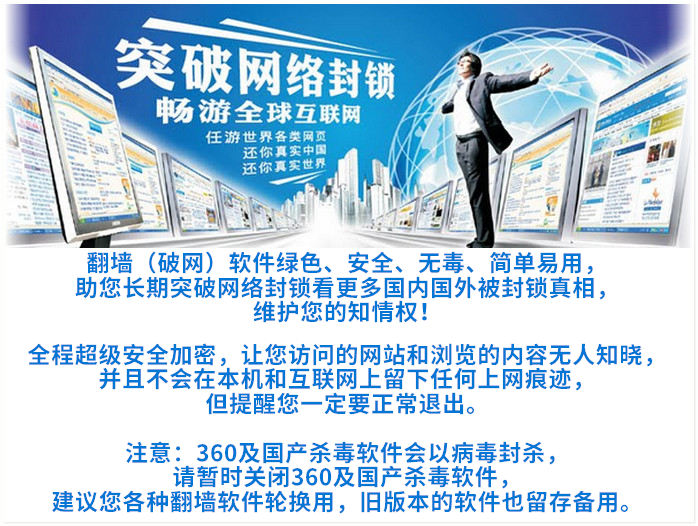 突破网络封锁
畅游全球互联网
任游世界各类网页
还你真实中国
还你真实世界
翻墙（破网）软件绿色、安全、无毒、简单易用，
助您长期突破网络封锁看更多国内国外被封锁真相，
维护您的知情权！
全程超级安全加密，让您访问的网站和浏览的内容无人知晓，
并且不会在本机和互联网上留下任何上网痕迹，
但提醒您一定要正常退出。
注意：360及国产杀毒软件会以病毒封杀，
请暂时关闭360及国产杀毒软件，
建议您各种翻墙软件轮换用，旧版本的软件也留存备用。